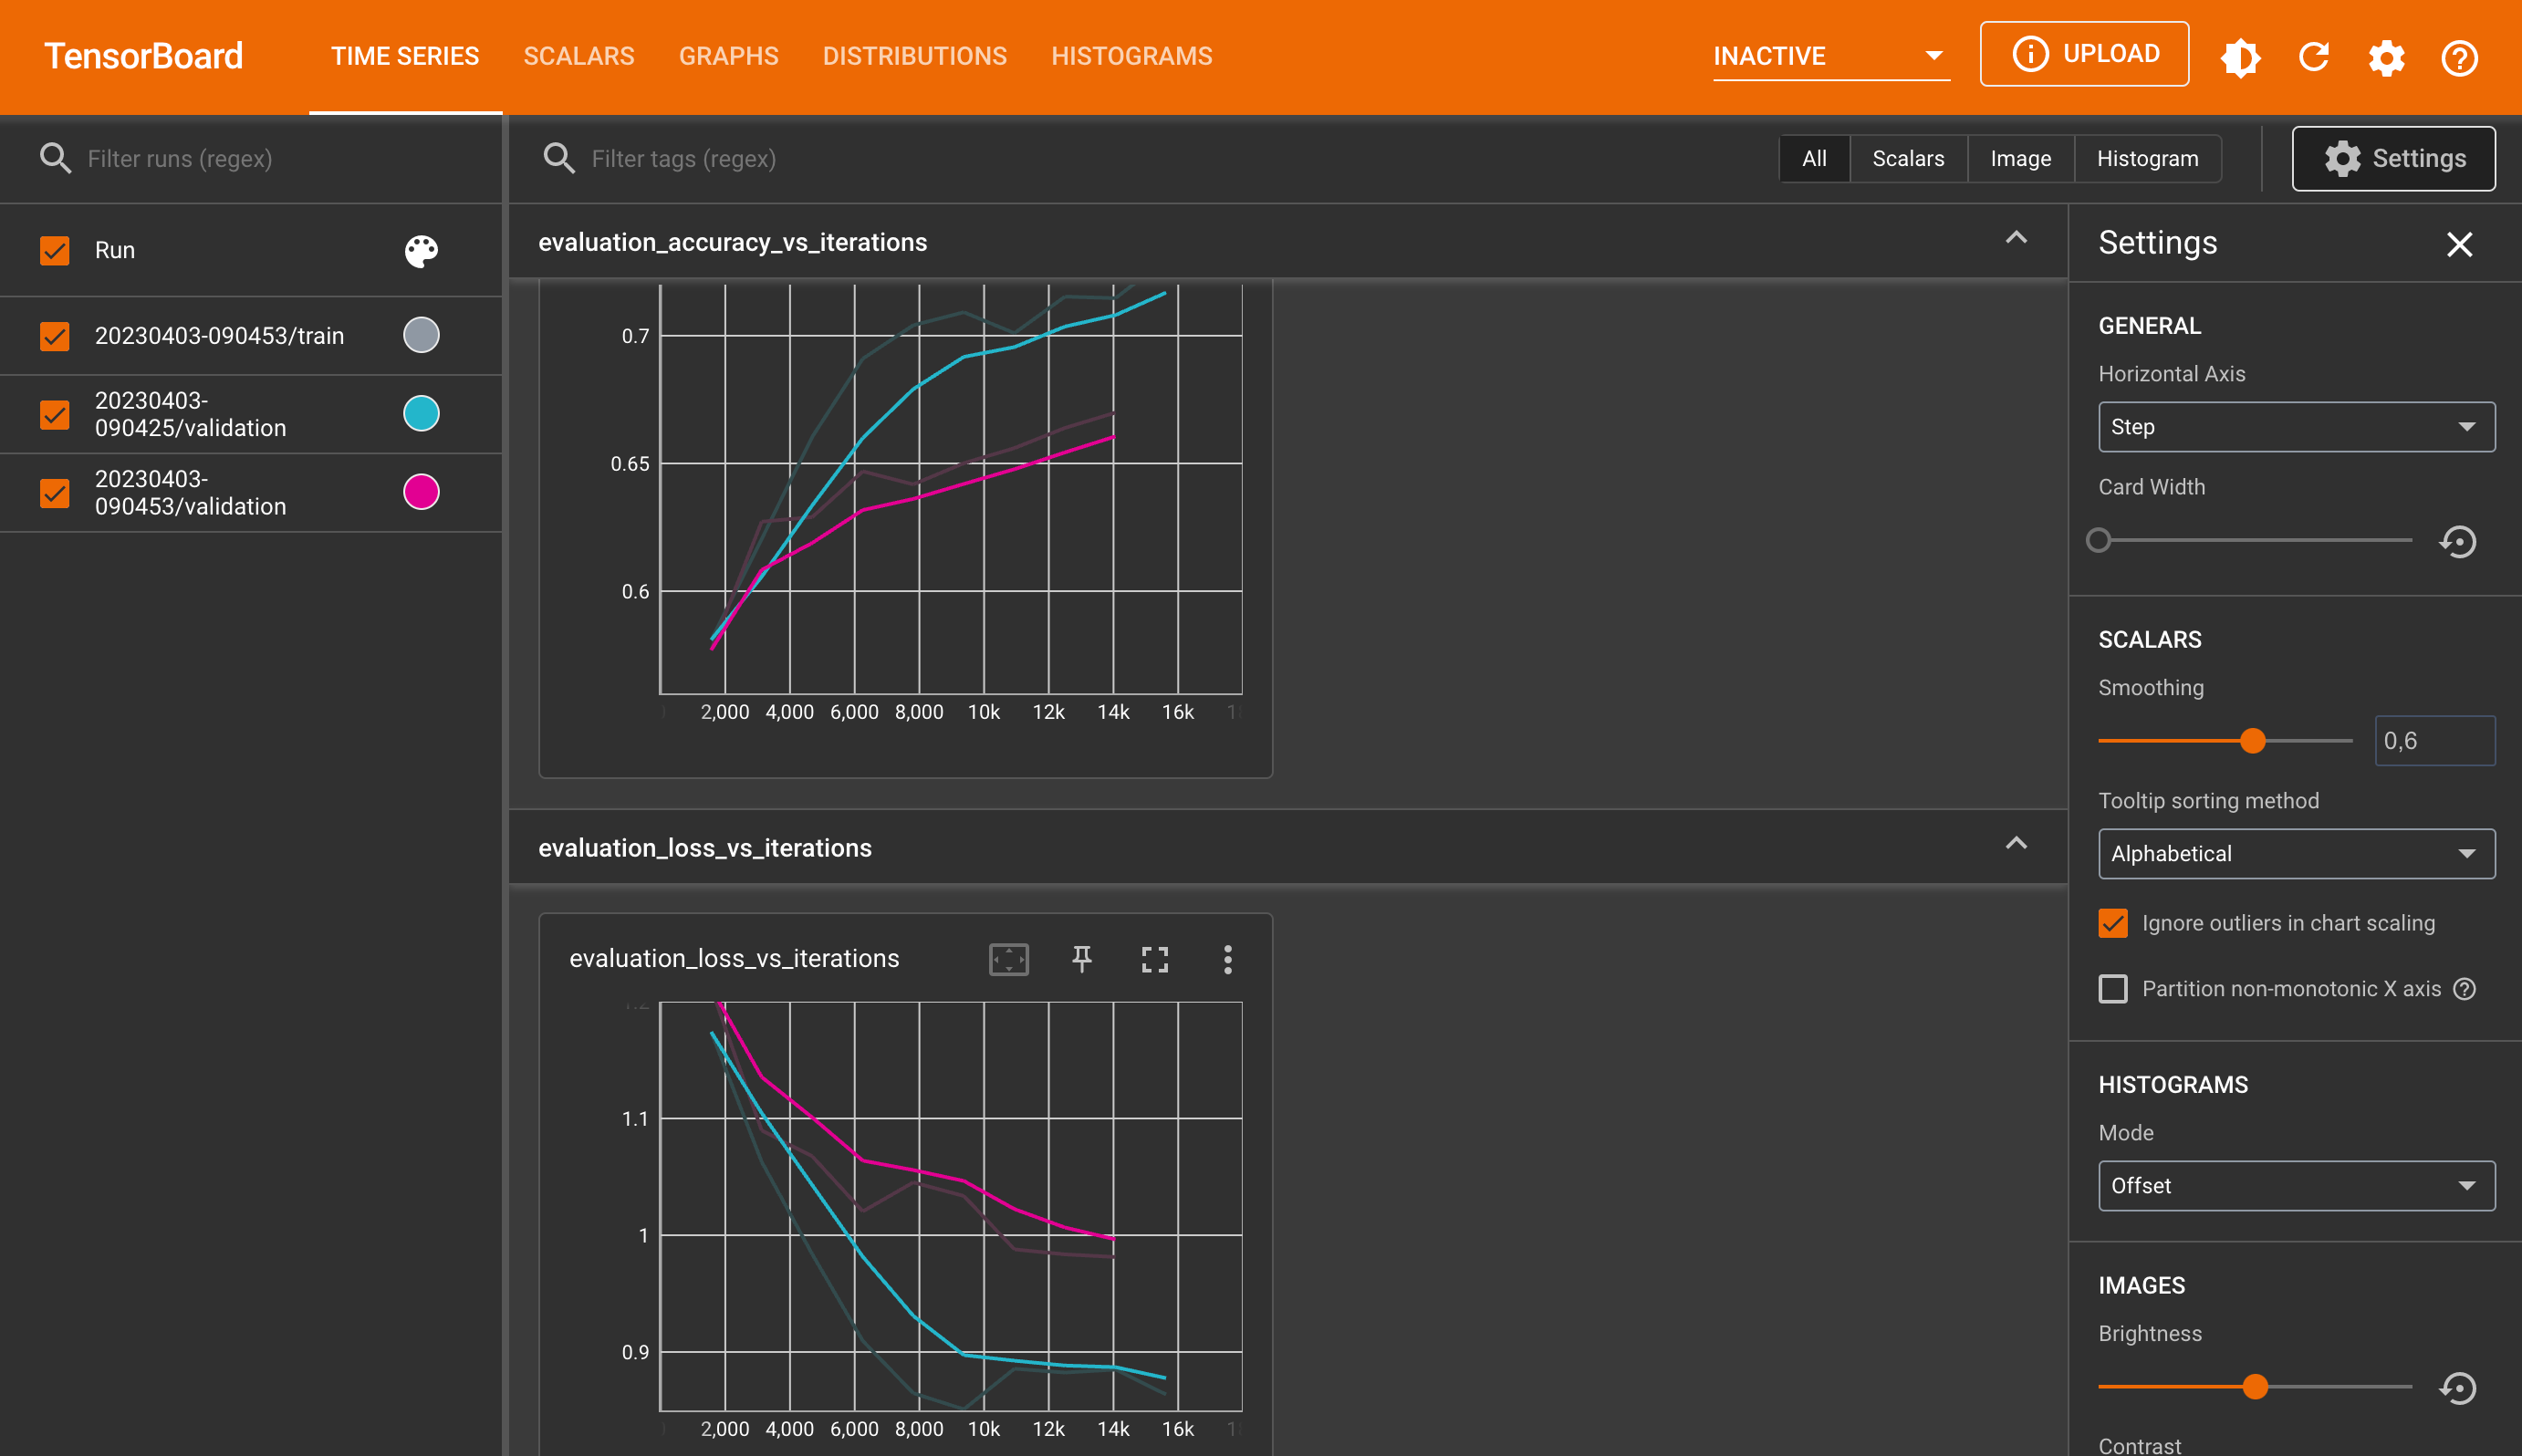 TensorBoard
TIME SERIES
SCALARS
GRAPHS
DISTRIBUTIONS
HISTOGRAMS
INACTIVE
UPLOAD
Filter runs (regex)
Filter tags (regex)
All
Scalars
Image
Histogram
Settings
Run
20230403-090453/train
20230403-
090425/validation
20230403-
090453/validation
evaluation_accuracy_vs_iterations
0.7
0.65
0.6
2,000 4,000 6,000 8,000 10k 12k 14k 16k
evaluation_loss_vs_iterations
evaluation_loss_vs_iterations
1.2
1.1
1
0.9
2,000 4,000 6,000 8,000 10k 12k 14k 16k
Settings
GENERAL
Horizontal Axis
Step
Card Width
SCALARS
Smoothing
0,6
Tooltip sorting method
Alphabetical
Ignore outliers in chart scaling
Partition non-monotonic X axis
HISTOGRAMS
Mode
Offset
IMAGES
Brightness
Contrast